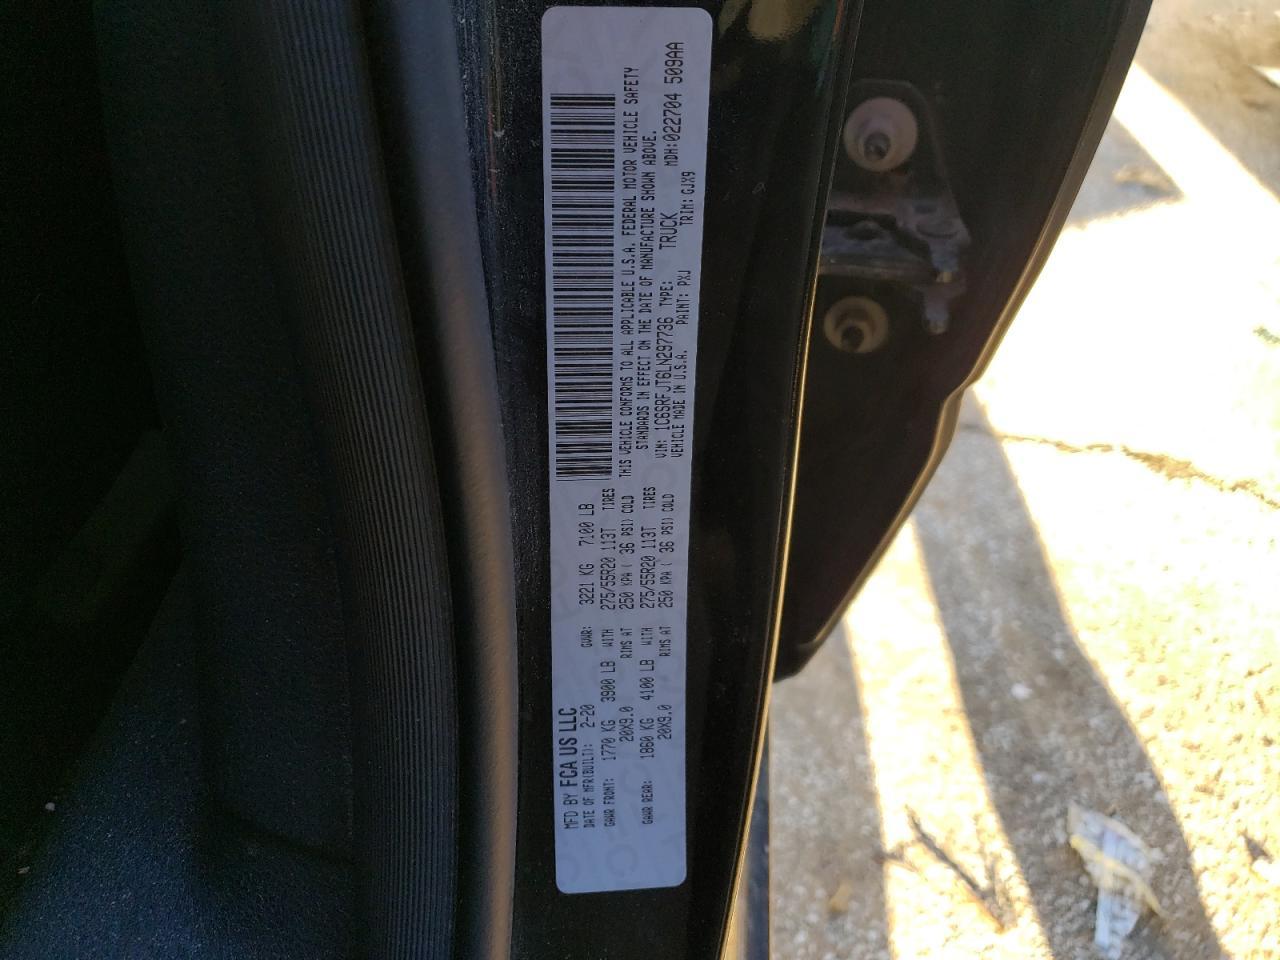 MFD BY FCA US LLC
DATE OF MFR(BUILT): 2-20 GVWR: 3221 KG 7100 LB
GAWR FRONT: 1770 KG 3900 LB WITH 275/55R20 113T TIRES
20X9.0 RIMS AT 250 KPA ( 36 PSI) COLD
GAWR REAR: 1860 KG 4100 LB WITH 275/55R20 113T TIRES
20X9.0 RIMS AT 250 KPA ( 36 PSI) COLD
THIS VEHICLE CONFORMS TO ALL APPLICABLE U.S.A. FEDERAL MOTOR VEHICLE SAFETY
STANDARDS IN EFFECT ON THE DATE OF MANUFACTURE SHOWN ABOVE.
VIN: 1C6SRFJT6LN297736 TYPE: TRUCK MDH: 022704 509AA
VEHICLE MADE IN U.S.A. PAINT: PXJ TRIM: GJX9